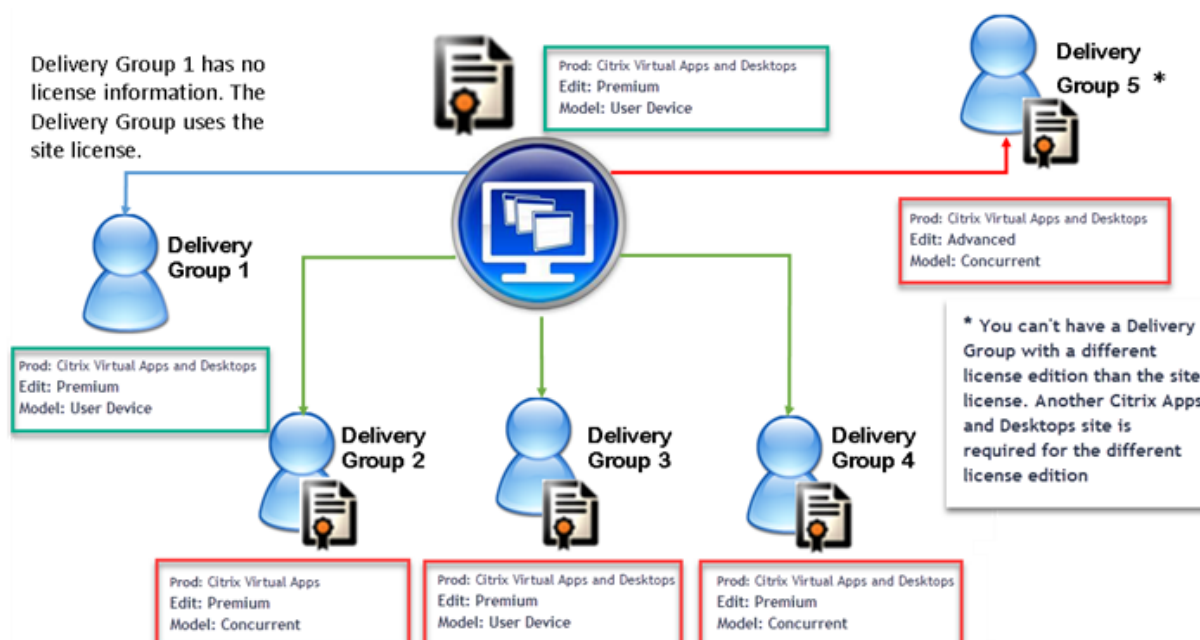 Delivery Group 1 has no
license information. The
Delivery Group uses the
site license.
Prod: Citrix Virtual Apps and Desktops
Edit: Premium
Model: User Device
Delivery
Group 5 *
Prod: Citrix Virtual Apps and Desktops
Edit: Advanced
Model: Concurrent
* You can't have a Delivery
Group with a different
license edition than the site
license. Another Citrix Apps
and Desktops site is
required for the different
license edition
Delivery
Group 1
Prod: Citrix Virtual Apps and Desktops
Edit: Premium
Model: User Device
Delivery
Group 2
Prod: Citrix Virtual Apps
Edit: Premium
Model: Concurrent
Delivery
Group 3
Prod: Citrix Virtual Apps and Desktops
Edit: Premium
Model: User Device
Delivery
Group 4
Prod: Citrix Virtual Apps and Desktops
Edit: Premium
Model: Concurrent